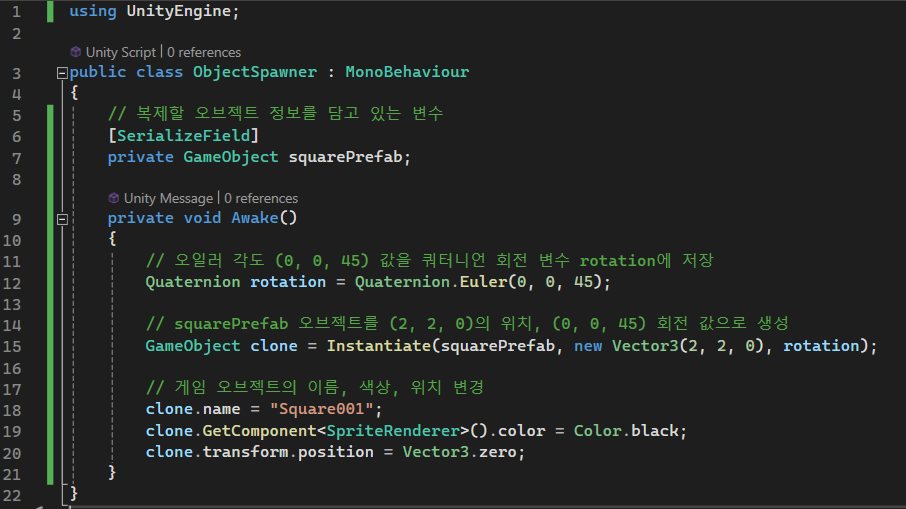 1 using UnityEngine;
2
Unity Script | 0 references
3 public class ObjectSpawner : MonoBehaviour
4 {
5 // 복제할 오브젝트 정보를 담고 있는 변수
6 [SerializeField]
7 private GameObject squarePrefab;
8
Unity Message | 0 references
9 private void Awake()
10 {
11 // 오일러 각도 (0, 0, 45) 값을 쿼터니언 회전 변수 rotation에 저장
12 Quaternion rotation = Quaternion.Euler(0, 0, 45);
13
14 // squarePrefab 오브젝트를 (2, 2, 0)의 위치, (0, 0, 45) 회전 값으로 생성
15 GameObject clone = Instantiate(squarePrefab, new Vector3(2, 2, 0), rotation);
16
17 // 게임 오브젝트의 이름, 색상, 위치 변경
18 clone.name = "Square001";
19 clone.GetComponent<SpriteRenderer>().color = Color.black;
20 clone.transform.position = Vector3.zero;
21 }
22 }